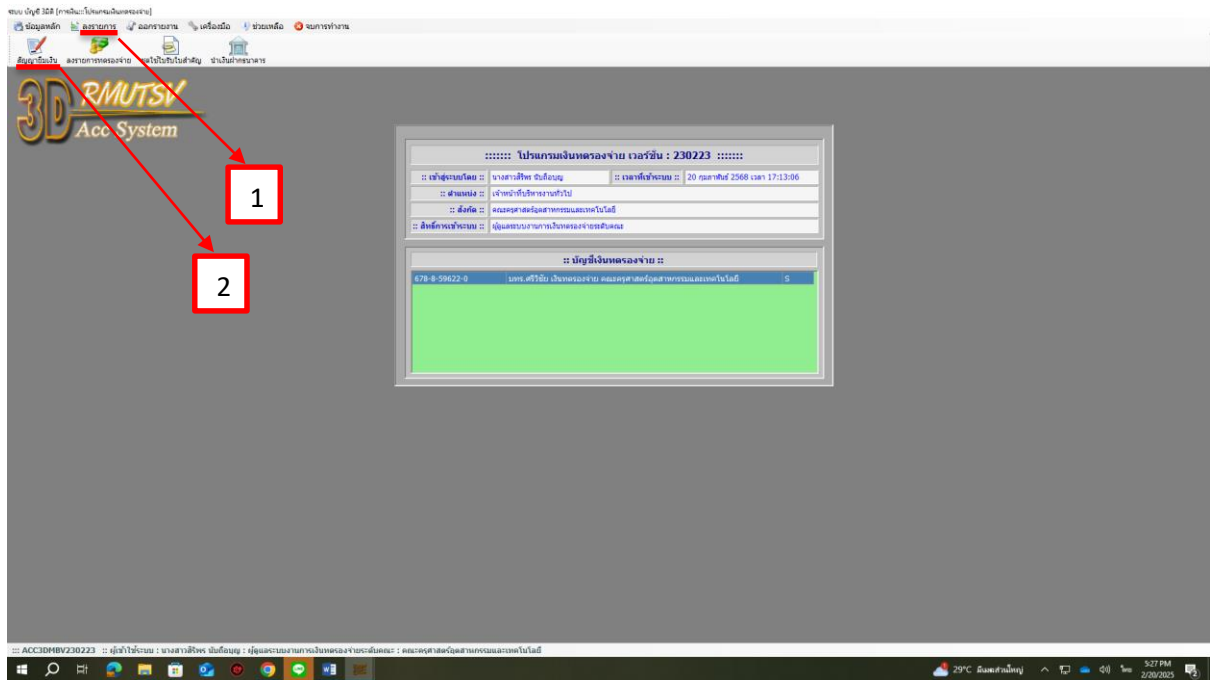 ระบบ บัญชี 3มิติ [การเงิน:::โปรแกรมเงินทดรองจ่าย]
ข้อมูลหลัก ลงรายการ ออกรายงาน เครื่องมือ ช่วยเหลือ จบการทำงาน
สัญญายืมเงิน ลงรายการทดรองจ่าย ชดใช้ใบรับใบสำคัญ นำเงินฝากธนาคาร
3D RMUTSV
Acc System
::::::: โปรแกรมเงินทดรองจ่าย เวอร์ชั่น : 230223 :::::::
:: เข้าสู่ระบบโดย :: นางสาวสิริพร นับถือบุญ :: เวลาที่เข้าระบบ :: 20 กุมภาพันธ์ 2568 เวลา 17:13:06
:: ตำแหน่ง :: เจ้าหน้าที่บริหารงานทั่วไป
:: สังกัด :: คณะครุศาสตร์อุตสาหกรรมและเทคโนโลยี
:: สิทธิ์การเข้าระบบ :: ผู้ดูแลระบบงานการเงินทดรองจ่ายระดับคณะ
:: บัญชีเงินทดรองจ่าย ::
678-8-59622-0 มทร.ศรีวิชัย เงินทดรองจ่าย คณะครุศาสตร์อุตสาหกรรมและเทคโนโลยี S
1
2
::: ACC3DMBV230223 :: ผู้เข้าใช้ระบบ : นางสาวสิริพร นับถือบุญ : ผู้ดูแลระบบงานการเงินทดรองจ่ายระดับคณะ : คณะครุศาสตร์อุตสาหกรรมและเทคโนโลยี
29°C มีแดดส่วนใหญ่ ไทย 5:27 PM
2/20/2025